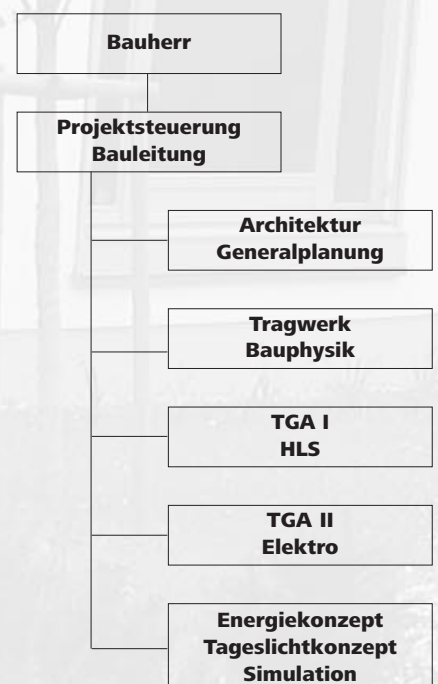 Bauherr
Projektsteuerung
Bauleitung
Architektur
Generalplanung
Tragwerk
Bauphysik
TGA I
HLS
TGA II
Elektro
Energiekonzept
Tageslichtkonzept
Simulation